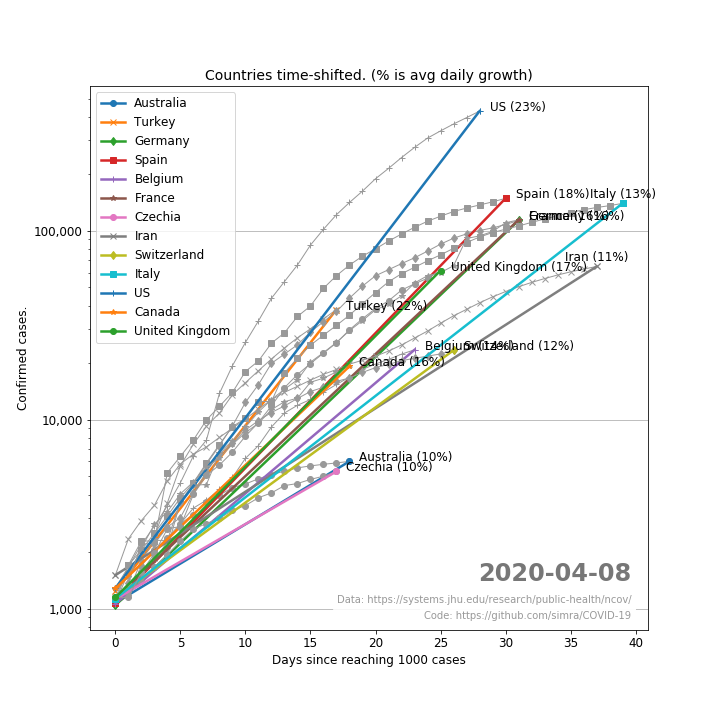 Countries time-shifted. (% is avg daily growth)
Australia
Turkey
Germany
Spain
Belgium
France
Czechia
Iran
Switzerland
Italy
US
Canada
United Kingdom
US (23%)
Spain (18%)
Italy (13%)
Iran (11%)
United Kingdom (17%)
Turkey (22%)
Switzerland (12%)
Canada (16%)
Australia (10%)
Czechia (10%)
100,000
10,000
1,000
Confirmed cases.
2020-04-08
Data: https://systems.jhu.edu/research/public-health/ncov/
Code: https://github.com/simra/COVID-19
0 5 10 15 20 25 30 35 40
Days since reaching 1000 cases